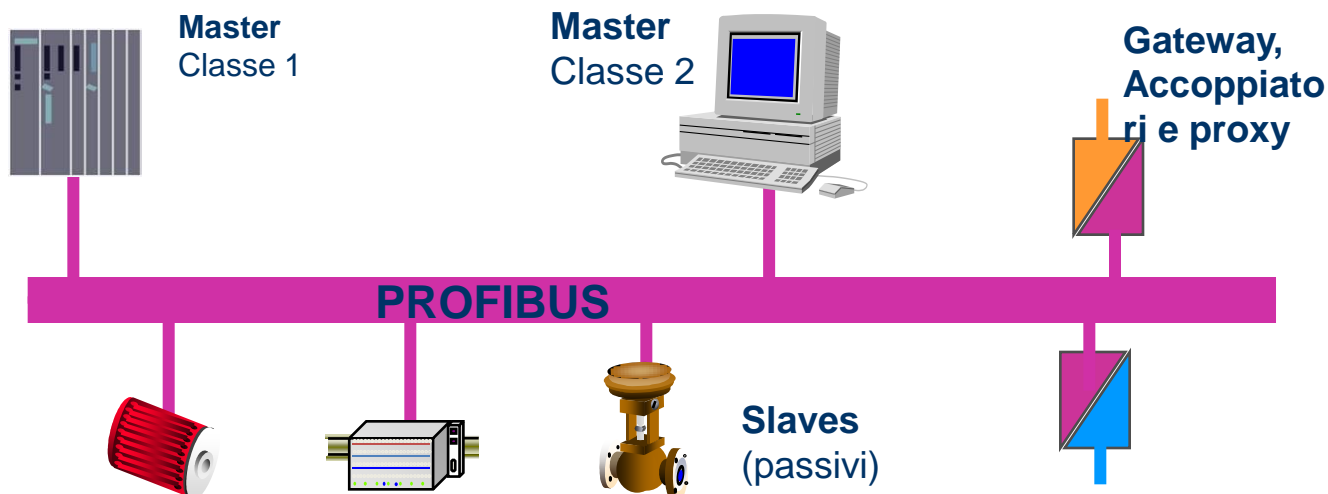 Master
Classe 1
Master
Classe 2
Gateway,
Accoppiato
ri e proxy
PROFIBUS
Slaves
(passivi)